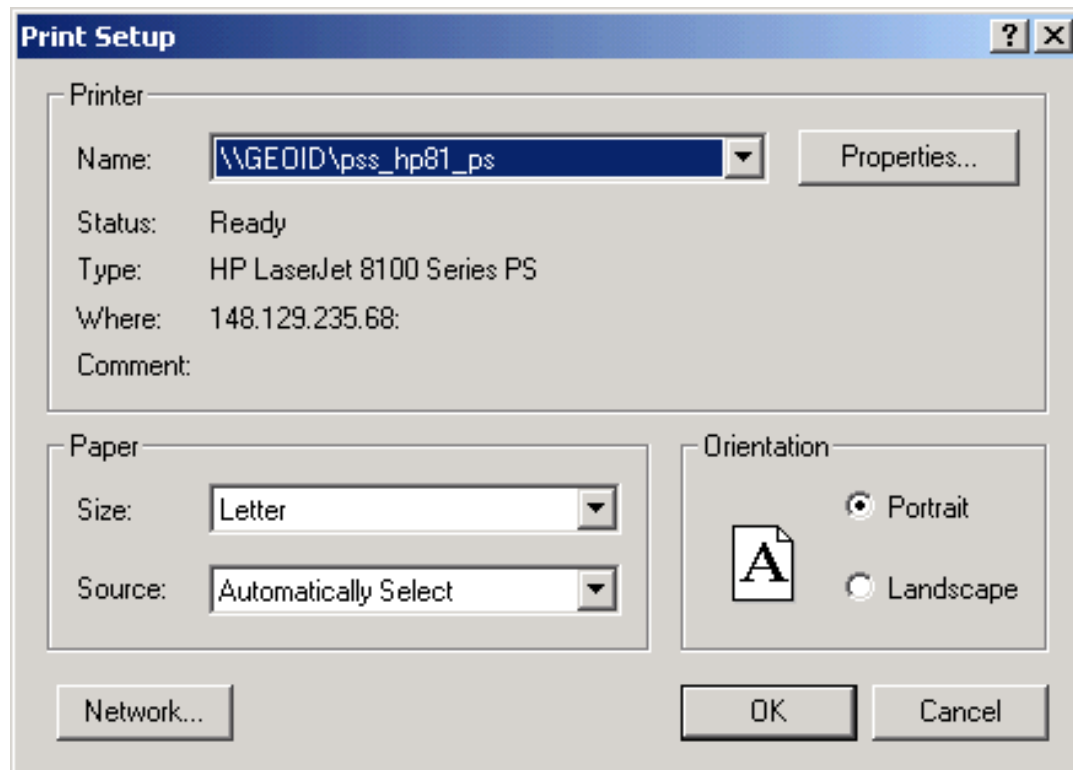 Print Setup
Printer
Name: \\GEOID\pss_hp81_ps Properties...
Status: Ready
Type: HP LaserJet 8100 Series PS
Where: 148.129.235.68:
Comment:
Paper
Size: Letter
Source: Automatically Select
Orientation
A
Portrait
Landscape
Network... OK Cancel